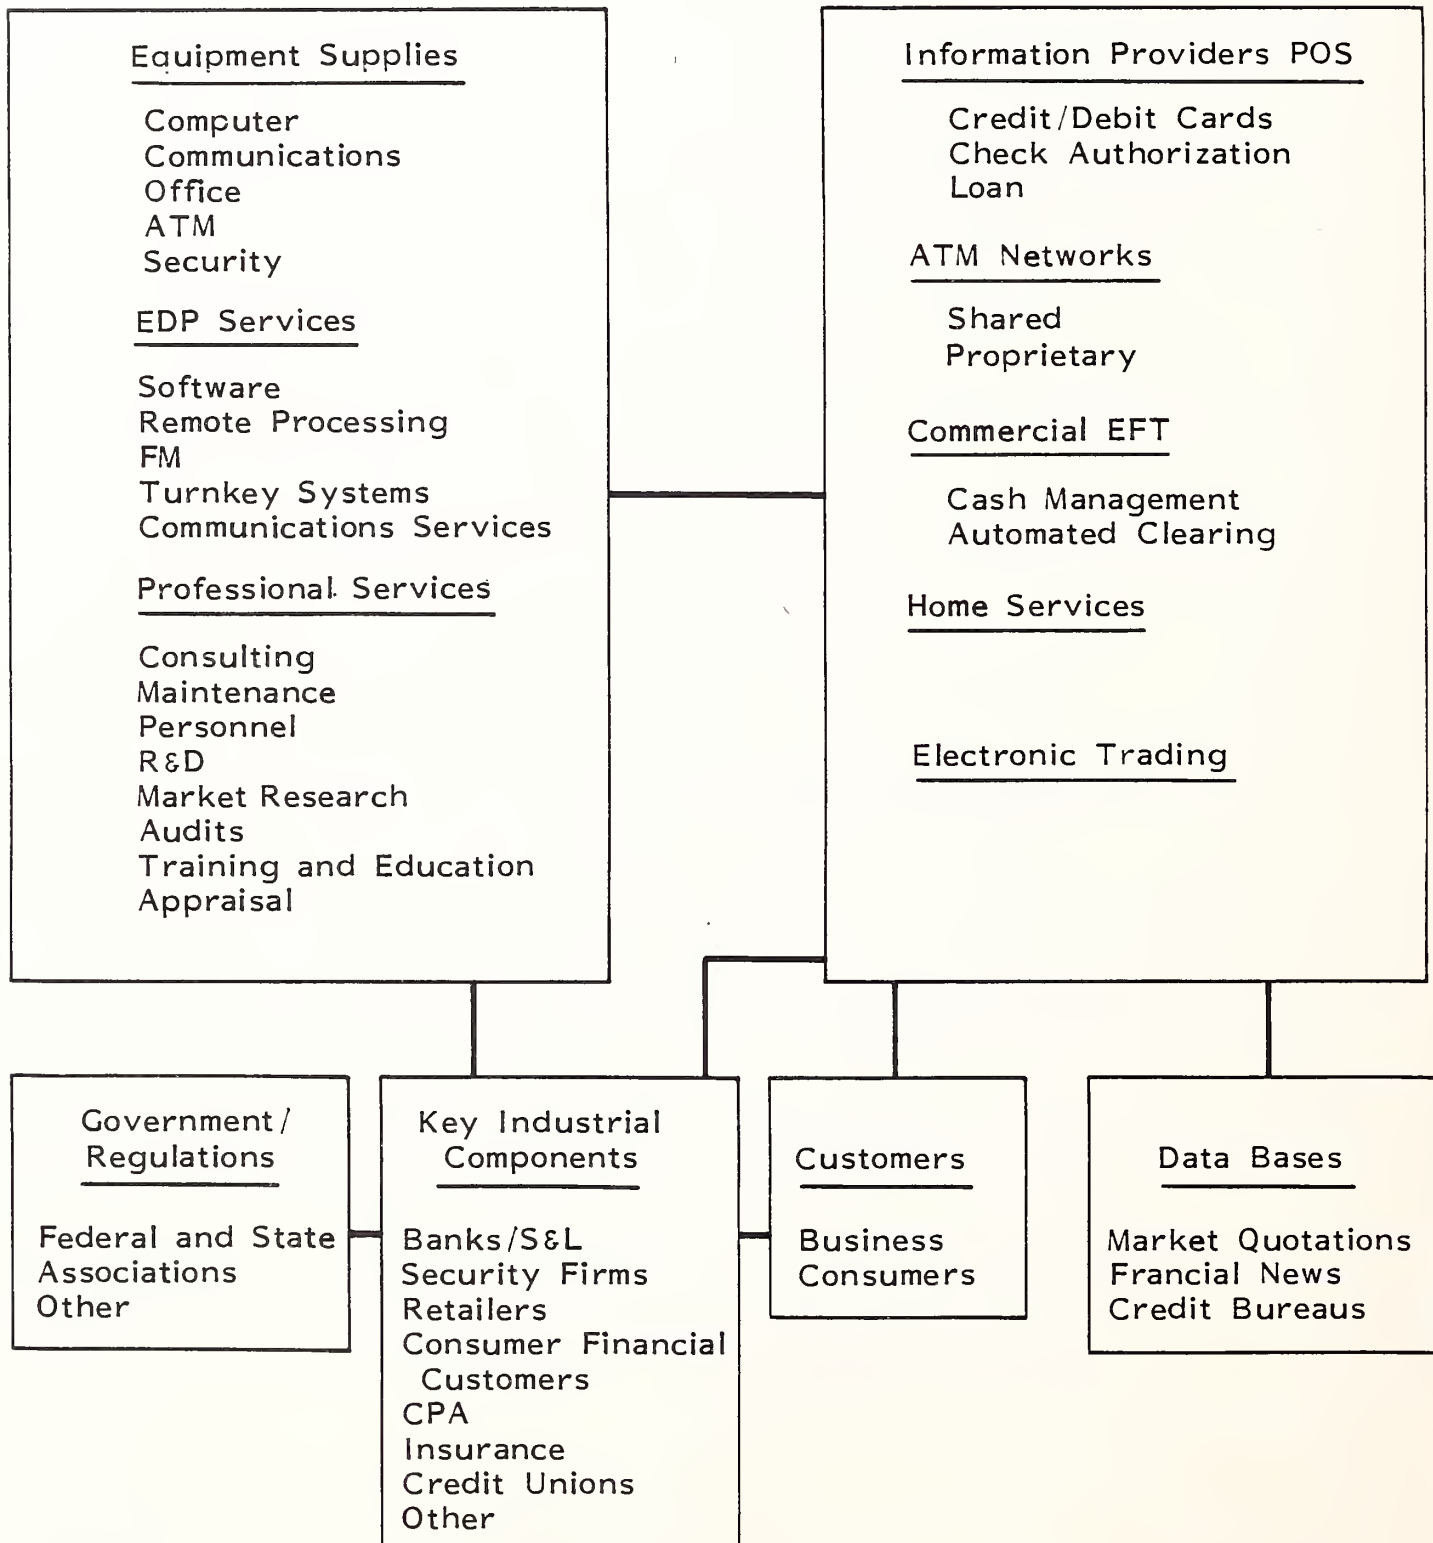 Equipment Supplies
Computer
Communications
Office
ATM
Security
EDP Services
Software
Remote Processing
FM
Turnkey Systems
Communications Services
Professional Services
Consulting
Maintenance
Personnel
R&D
Market Research
Audits
Training and Education
Appraisal
Information Providers POS
Credit/Debit Cards
Check Authorization
Loan
ATM Networks
Shared
Proprietary
Commercial EFT
Cash Management
Automated Clearing
Home Services
Electronic Trading
Government/
Regulations
Federal and State
Associations
Other
Key Industrial
Components
Banks/S&L
Security Firms
Retailers
Consumer Financial
Customers
CPA
Insurance
Credit Unions
Other
Customers
Business
Consumers
Data Bases
Market Quotations
Francial News
Credit Bureaus